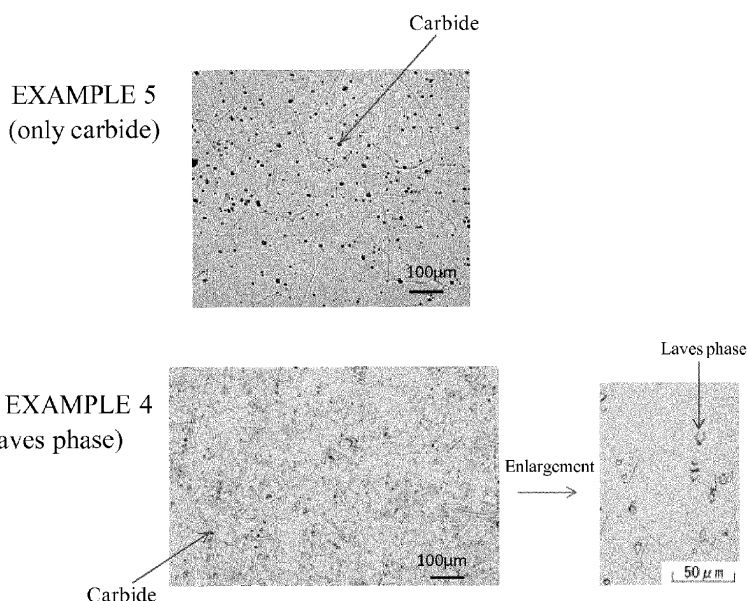 Carbide
EXAMPLE 5
(only carbide)
100μm
Laves phase
EXAMPLE 4
aves phase)
Enlargement
100μm
50 μm
Carbide